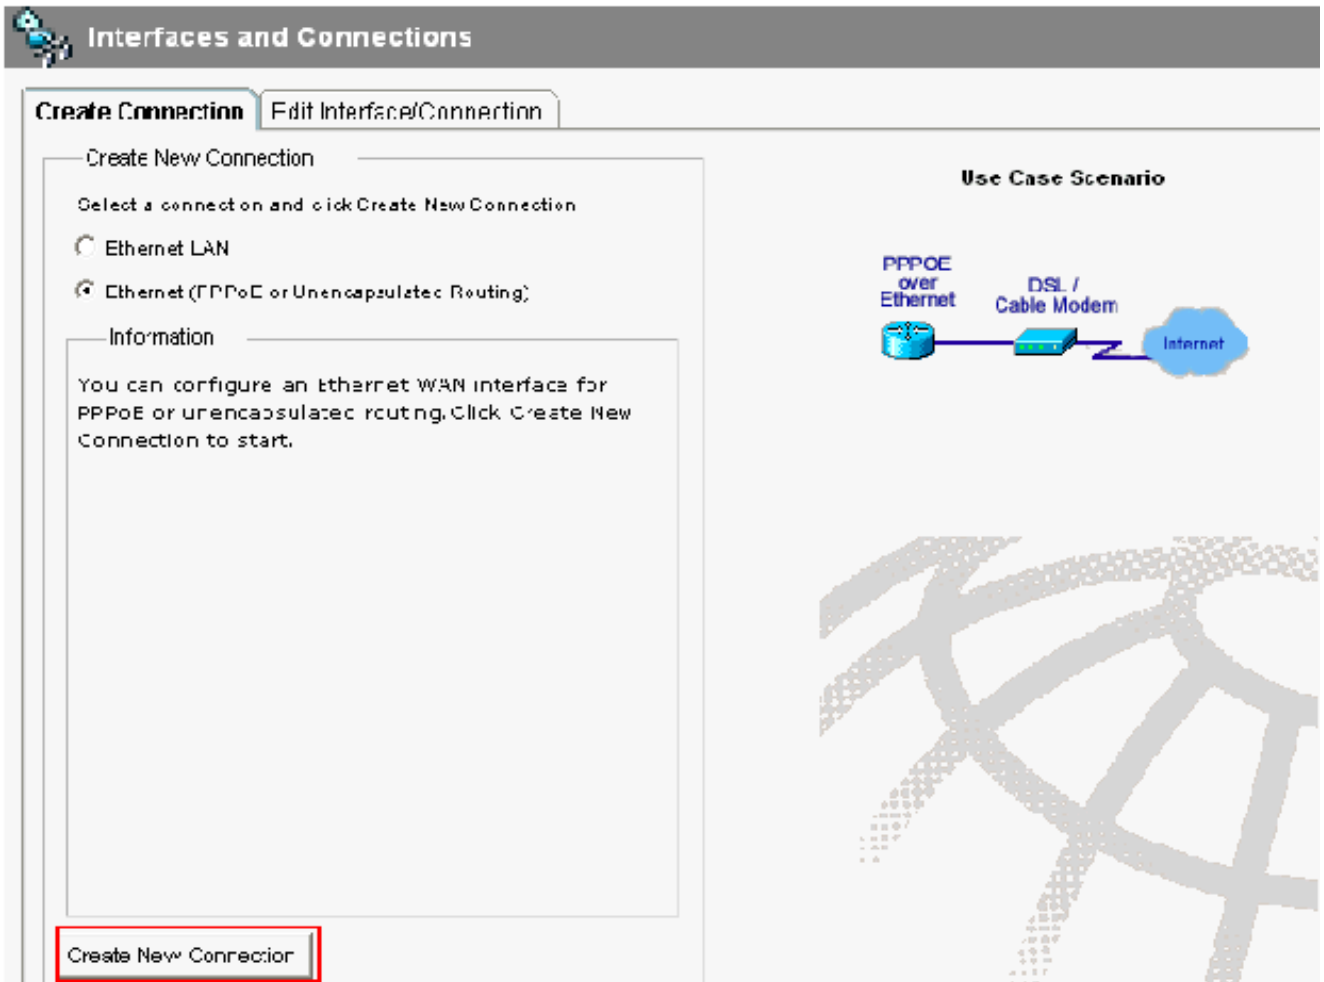 Interfaces and Connections
Create Connection
Edit Interface/Connection
Create New Connection
Select a connection and click Create New Connection
Ethernet LAN
Ethernet (PPPoE or Unencapsulated Routing)
Information
You can configure an Ethernet WAN interface for
PPPoE or unencapsulated routing. Click Create New
Connection to start.
Create New Connection
Use Case Scenario
PPPOE
over
Ethernet
DSL /
Cable Modem
Internet